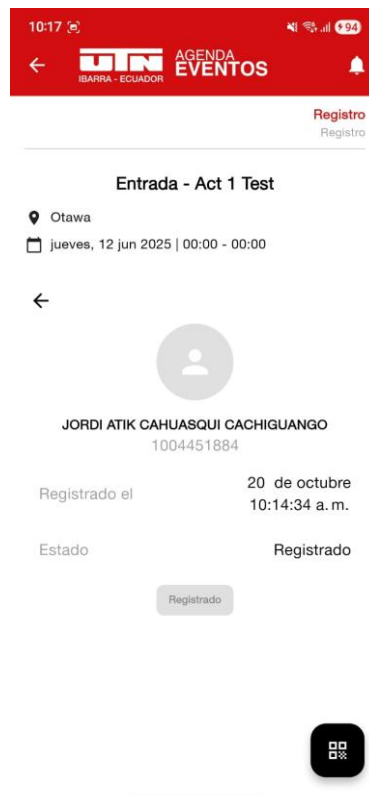 10:17
94
UTN
IBARRA - ECUADOR
AGENDA
EVENTOS
Registro
Registro
Entrada - Act 1 Test
Otawa
jueves, 12 jun 2025 | 00:00 - 00:00
JORDI ATIK CAHUASQUI CACHIGUANGO
1004451884
Registrado el
20 de octubre
10:14:34 a. m.
Estado
Registrado
Registrado